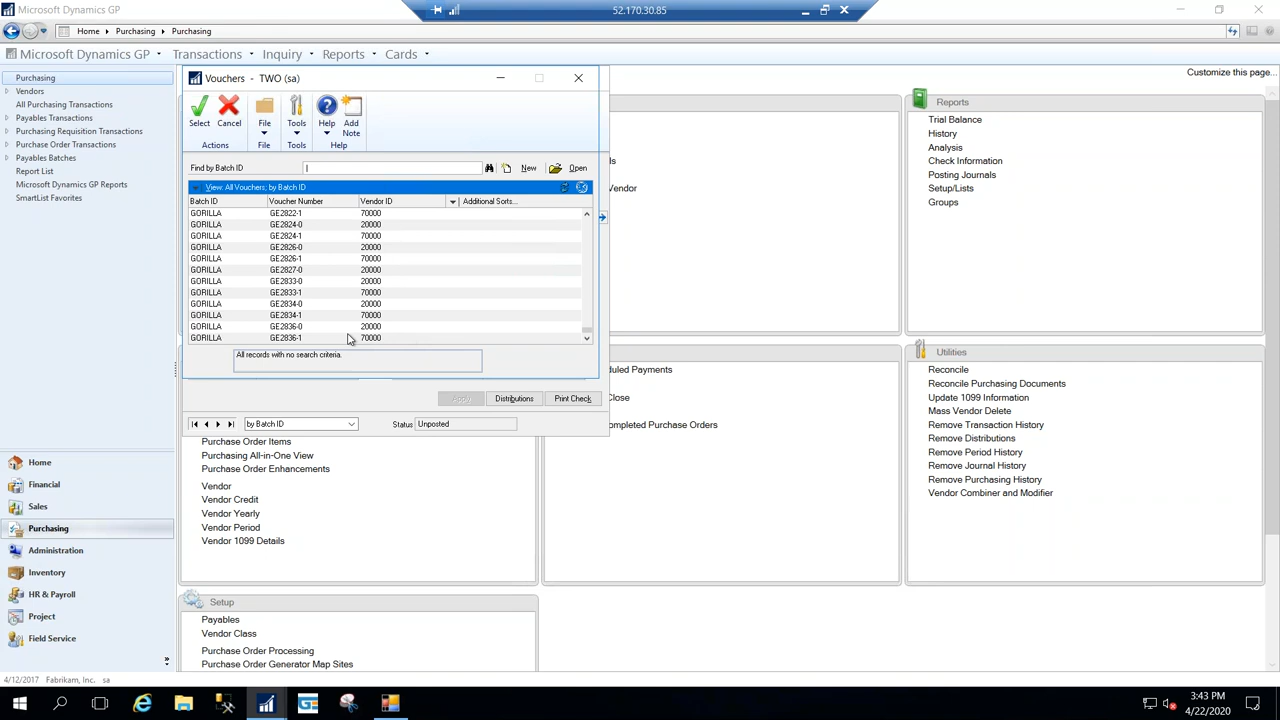 Microsoft Dynamics GP
52.170.30.85
Home
Purchasing
Purchasing
Microsoft Dynamics GP
Transactions
Inquiry
Reports
Cards
Customize this page...
Purchasing
Vendors
All Purchasing Transactions
Payables Transactions
Purchasing Requisition Transactions
Purchase Order Transactions
Payables Batches
Report List
Microsoft Dynamics GP Reports
SmartList Favorites
Vouchers - TWO (sa)
Select
Cancel
File
Tools
Help
Add
Note
Actions
File
Tools
Help
Find by Batch ID
New
Open
View: All Vouchers; by Batch ID
Batch ID Voucher Number Vendor ID Additional Sorts...
GORILLA GE2822-1 70000
GORILLA GE2824-0 20000
GORILLA GE2824-1 70000
GORILLA GE2826-0 20000
GORILLA GE2826-1 70000
GORILLA GE2827-0 20000
GORILLA GE2833-0 20000
GORILLA GE2833-1 70000
GORILLA GE2834-0 20000
GORILLA GE2834-1 70000
GORILLA GE2836-0 20000
GORILLA GE2836-1 70000
All records with no search criteria.
Apply
Distributions
Print Check
by Batch ID
Status
Unposted
Purchase Order Items
Purchasing All-in-One View
Purchase Order Enhancements
Vendor
Vendor Credit
Vendor Yearly
Vendor Period
Vendor 1099 Details
Setup
Payables
Vendor Class
Purchase Order Processing
Purchase Order Generator Map Sites
ds
Vendor
duled Payments
Close
ompleted Purchase Orders
Reports
Trial Balance
History
Analysis
Check Information
Posting Journals
Setup/Lists
Groups
Utilities
Reconcile
Reconcile Purchasing Documents
Update 1099 Information
Mass Vendor Delete
Remove Transaction History
Remove Distributions
Remove Period History
Remove Journal History
Remove Purchasing History
Vendor Combiner and Modifier
Home
Financial
Sales
Purchasing
Administration
Inventory
HR & Payroll
Project
Field Service
4/12/2017 Fabrikam, Inc. sa
3:43 PM
4/22/2020